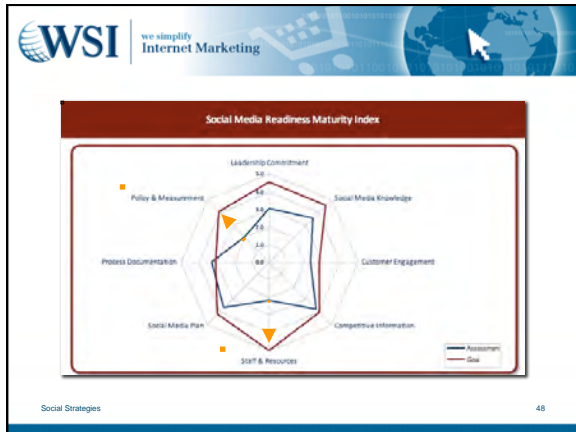 WSI
we simplify
Internet Marketing
Social Media Readiness Maturity Index
Leadership Commitment
5.0
4.0
3.0
2.0
1.0
0.0
Policy & Measurement
Social Media Knowledge
Process Documentation
Customer Engagement
Social Media Plan
Competitive Information
Staff & Resources
Assessment
Goal
Social Strategies
48